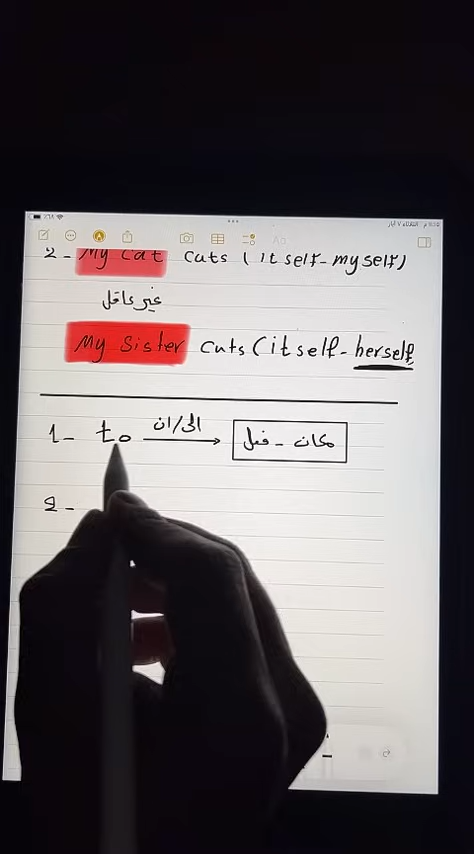 2- My Cat cuts (itself-myself)
غير عاقل
My Sister cuts (itself-herself
1- to الى/ان مكان - فعل
2-